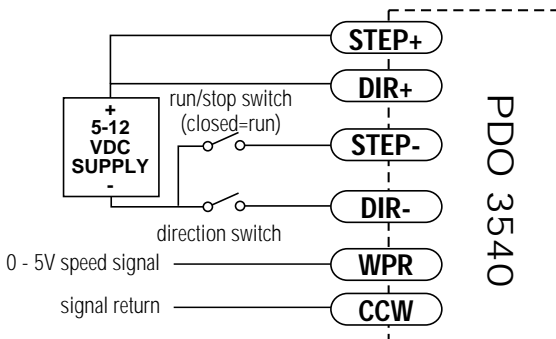 STEP+
DIR+
run/stop switch
(closed=run)
+
5-12
VDC
SUPPLY
-
STEP-
DIR-
direction switch
0 - 5V speed signal
WPR
signal return
CCW
PDO 3540